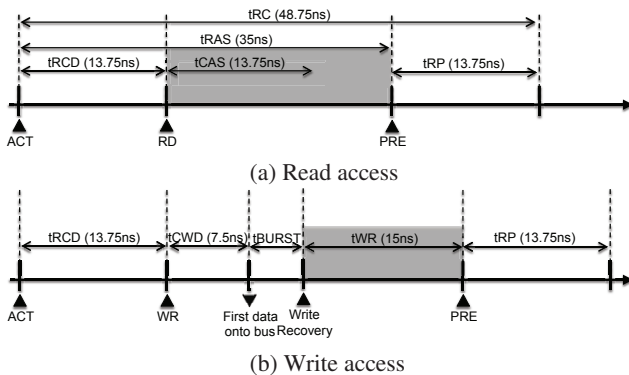 tRC (48.75ns)
tRAS (35ns)
tRCD (13.75ns) tCAS (13.75ns) tRP (13.75ns)
ACT RD PRE
(a) Read access
tRCD (13.75ns) tCWD (7.5ns) tBURST tWR (15ns) tRP (13.75ns)
ACT WR First data Write PRE
onto bus Recovery
(b) Write access